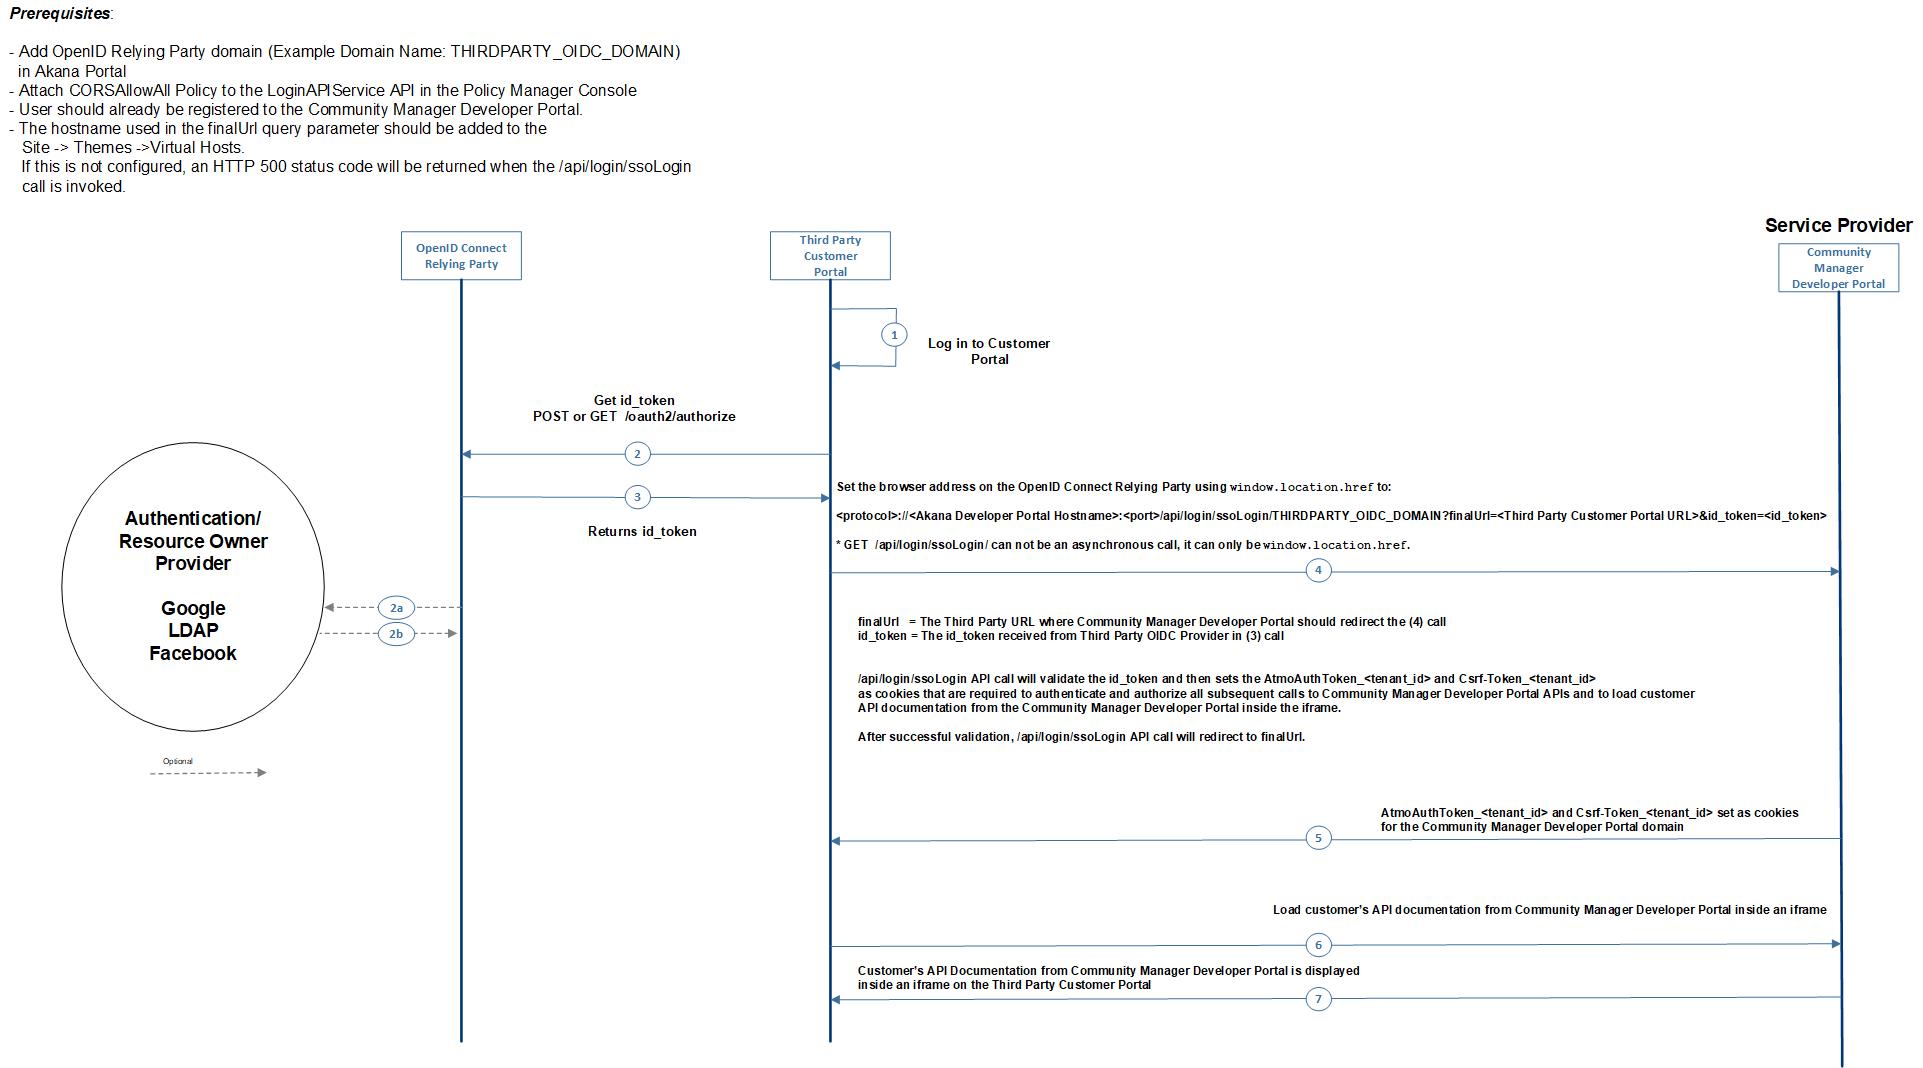 Prerequisites:
- Add OpenID Relying Party domain (Example Domain Name: THIRDPARTY_OIDC_DOMAIN)
in Akana Portal
- Attach CORSAllowAll Policy to the LoginAPIService API in the Policy Manager Console
- User should already be registered to the Community Manager Developer Portal.
- The hostname used in the finalUrl query parameter should be added to the
Site -> Themes ->Virtual Hosts.
If this is not configured, an HTTP 500 status code will be returned when the /api/login/ssoLogin
call is invoked.
Service Provider
OpenID Connect
Relying Party
Third Party
Customer
Portal
Community
Manager
Developer Portal
1
Log in to Customer
Portal
Get id_token
POST or GET /oauth2/authorize
2
3
Returns id_token
Set the browser address on the OpenID Connect Relying Party using window.location.href to:
<protocol>://<Akana Developer Portal Hostname>:<port>/api/login/ssoLogin/THIRDPARTY_OIDC_DOMAIN?finalUrl=<Third Party Customer Portal URL>&id_token=<id_token>
* GET /api/login/ssoLogin/ can not be an asynchronous call, it can only be window.location.href.
4
Authentication/
Resource Owner
Provider
Google
LDAP
Facebook
2a
2b
Optional
finalUrl = The Third Party URL where Community Manager Developer Portal should redirect the (4) call
id_token = The id_token received from Third Party OIDC Provider in (3) call
/api/login/ssoLogin API call will validate the id_token and then sets the AtmoAuthToken_<tenant_id> and Csrf-Token_<tenant_id>
as cookies that are required to authenticate and authorize all subsequent calls to Community Manager Developer Portal APIs and to load customer
API documentation from the Community Manager Developer Portal inside the iframe.
After successful validation, /api/login/ssoLogin API call will redirect to finalUrl.
AtmoAuthToken_<tenant_id> and Csrf-Token_<tenant_id> set as cookies
for the Community Manager Developer Portal domain
5
Load customer's API documentation from Community Manager Developer Portal inside an iframe
6
Customer's API Documentation from Community Manager Developer Portal is displayed
inside an iframe on the Third Party Customer Portal
7